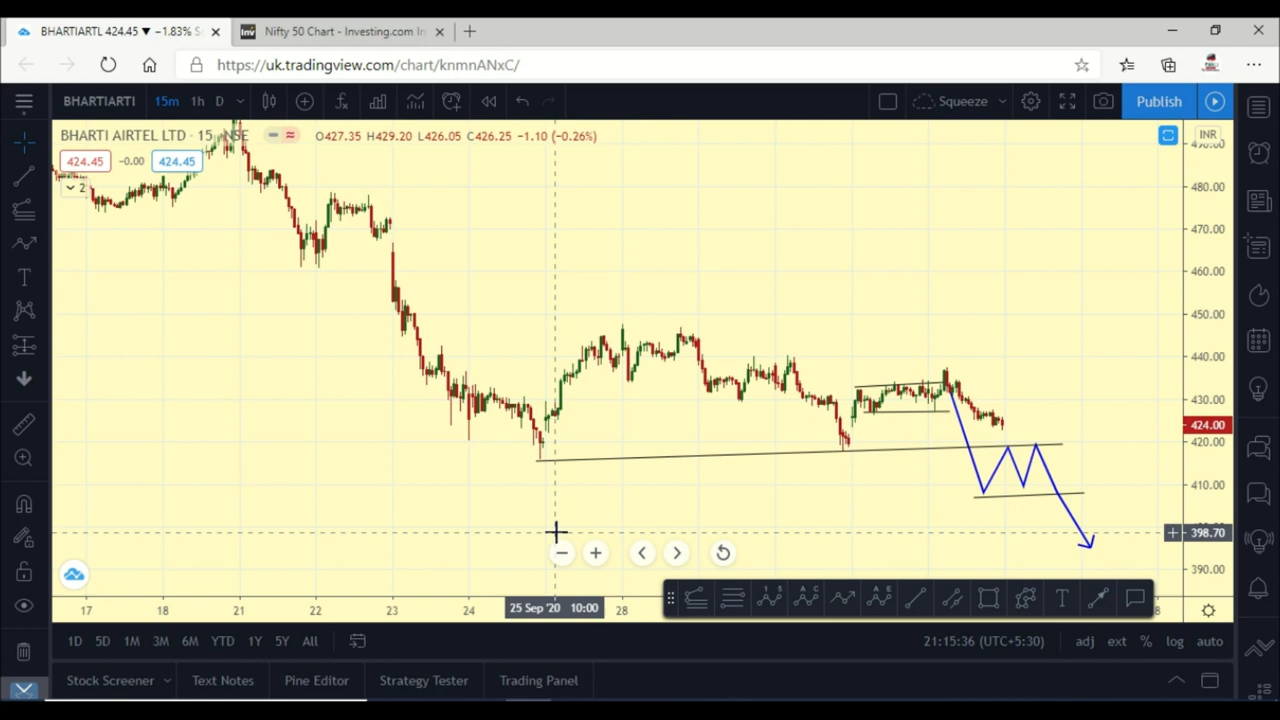 BHARTIARTL 424.45 ▼ −1.83% S
Nifty 50 Chart - Investing.com In
https://uk.tradingview.com/chart/knmnANxC/
BHARTIARTI 15m 1h D Squeeze Publish
BHARTI AIRTEL LTD · 15 · NSE O427.35 H429.20 L426.05 C426.25 −1.10 (−0.26%) INR
424.45 −0.00 424.45
2
490.00
480.00
470.00
460.00
450.00
440.00
430.00
424.00
420.00
410.00
398.70
390.00
17 18 21 22 23 24 25 Sep '20 10:00 28 8
1D 5D 1M 3M 6M YTD 1Y 5Y All 21:15:36 (UTC+5:30) adj ext % log auto
Stock Screener Text Notes Pine Editor Strategy Tester Trading Panel